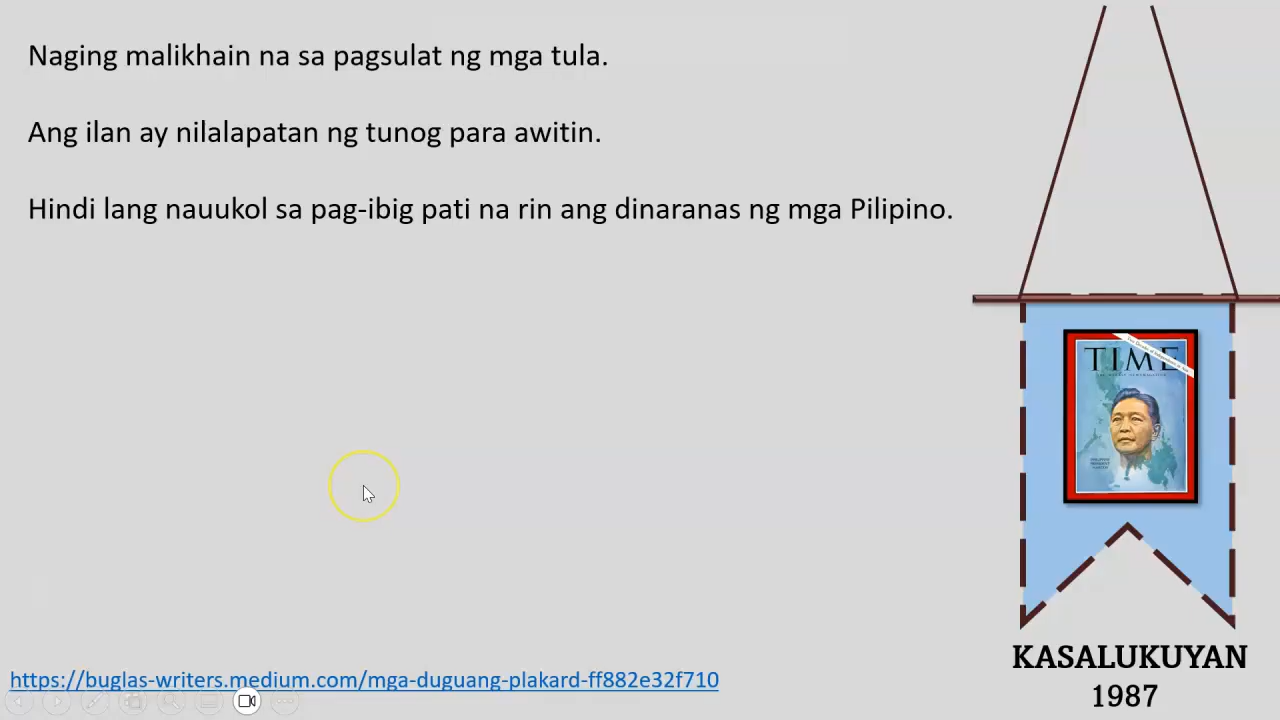 Naging malikhain na sa pagsulat ng mga tula.
Ang ilan ay nilalapatan ng tunog para awitin.
Hindi lang nauukol sa pag-ibig pati na rin ang dinaranas ng mga Pilipino.
TIME
KASALUKUYAN
1987
https://buglas-writers.medium.com/mga-duguang-plakard-ff882e32f710